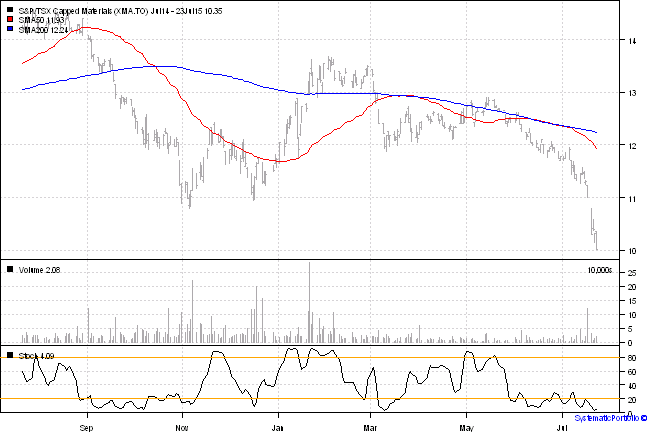 S&P/TSX Capped Materials (XMA.TO) Jul14 - 23Jul15 10.35
SMA50 11.93
SMA200 12.24
14
13
12
11
10
Volume 2.08
10,000s
25
20
15
10
5
0
Stoch 4.09
80
60
40
20
0
Sep Nov Jan Mar May Jul
SystematicPortfolio ©